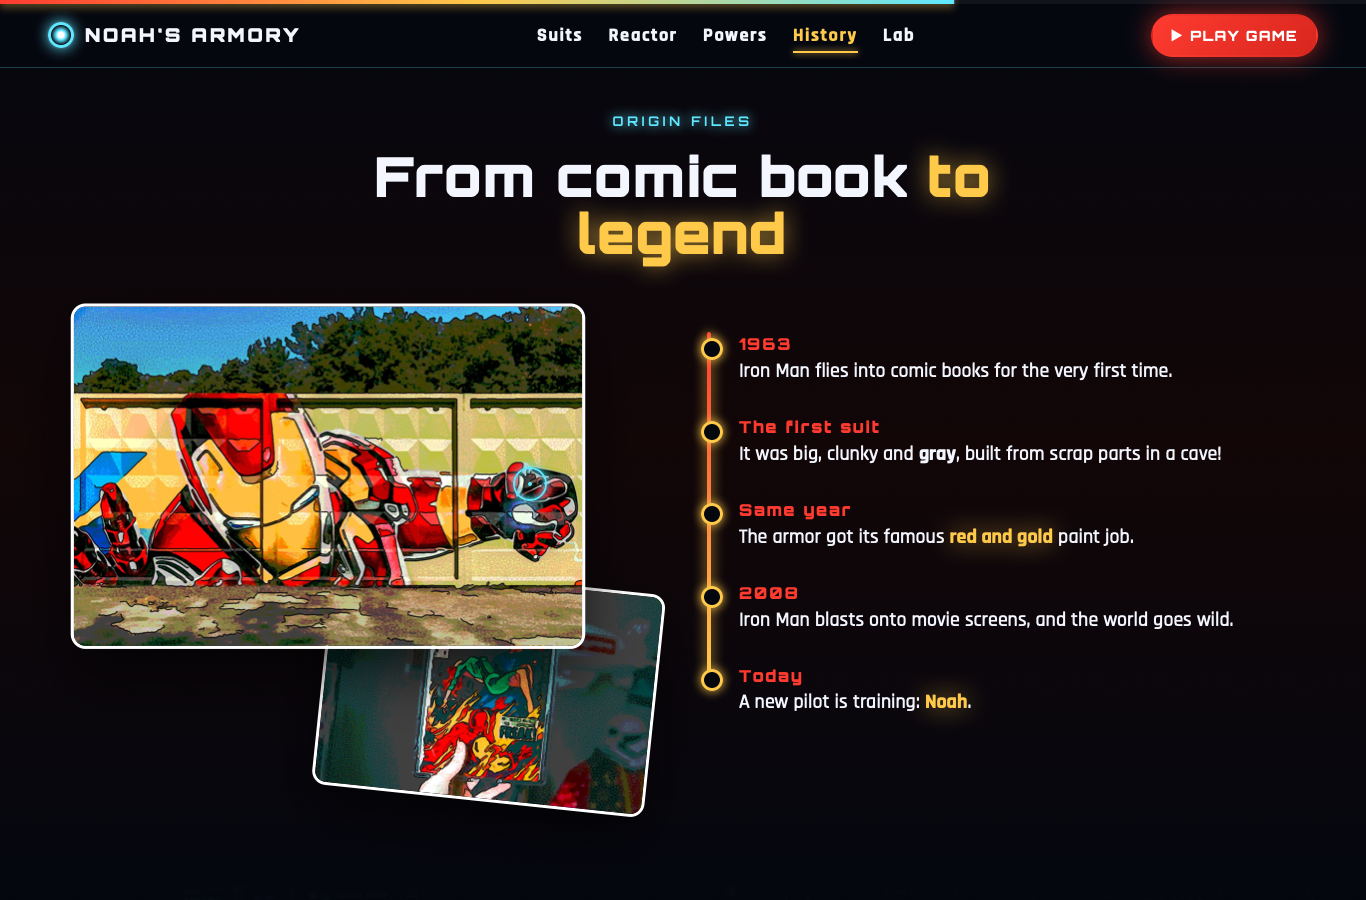 NOAH'S ARMORY
Suits
Reactor
Powers
History
Lab
PLAY GAME
ORIGIN FILES
From comic book to
legend
1963
Iron Man flies into comic books for the very first time.
The first suit
It was big, clunky and gray, built from scrap parts in a cave!
Same year
The armor got its famous red and gold paint job.
2008
Iron Man blasts onto movie screens, and the world goes wild.
Today
A new pilot is training: Noah.
FREAK!